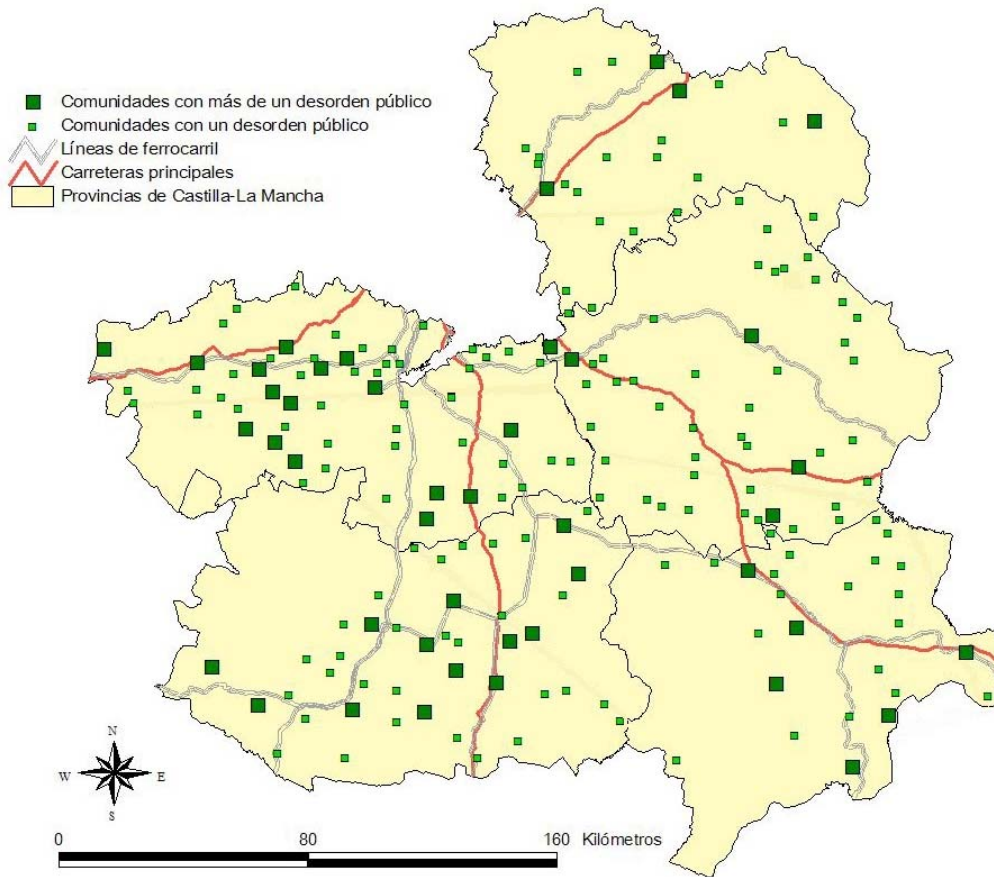 Comunidades con más de un desorden público
Comunidades con un desorden público
Líneas de ferrocarril
Carreteras principales
Provincias de Castilla-La Mancha
N
W E
S
0 80 160 Kilómetros